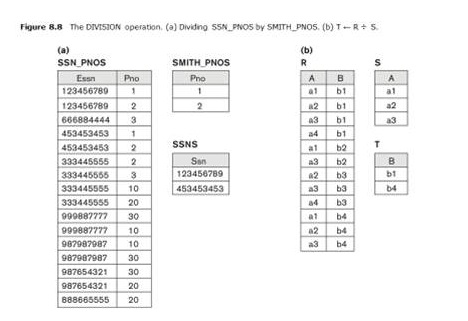 Figure 8.8 The DIVISION operation. (a) Dividing SSN_PNOS by SMITH_PNOS. (b) T ← R ÷ S.
(a)
SSN_PNOS
Essn Pno
123456789 1
123456789 2
666884444 3
453453453 1
453453453 2
333445555 2
333445555 3
333445555 10
333445555 20
999887777 30
999887777 10
987987987 10
987987987 30
987654321 30
987654321 20
888665555 20
SMITH_PNOS
Pno
1
2
SSNS
Ssn
123456789
453453453
(b)
R
A B
a1 b1
a2 b1
a3 b1
a4 b1
a1 b2
a3 b2
a2 b3
a3 b3
a4 b3
a1 b4
a2 b4
a3 b4
S
A
a1
a2
a3
T
B
b1
b4